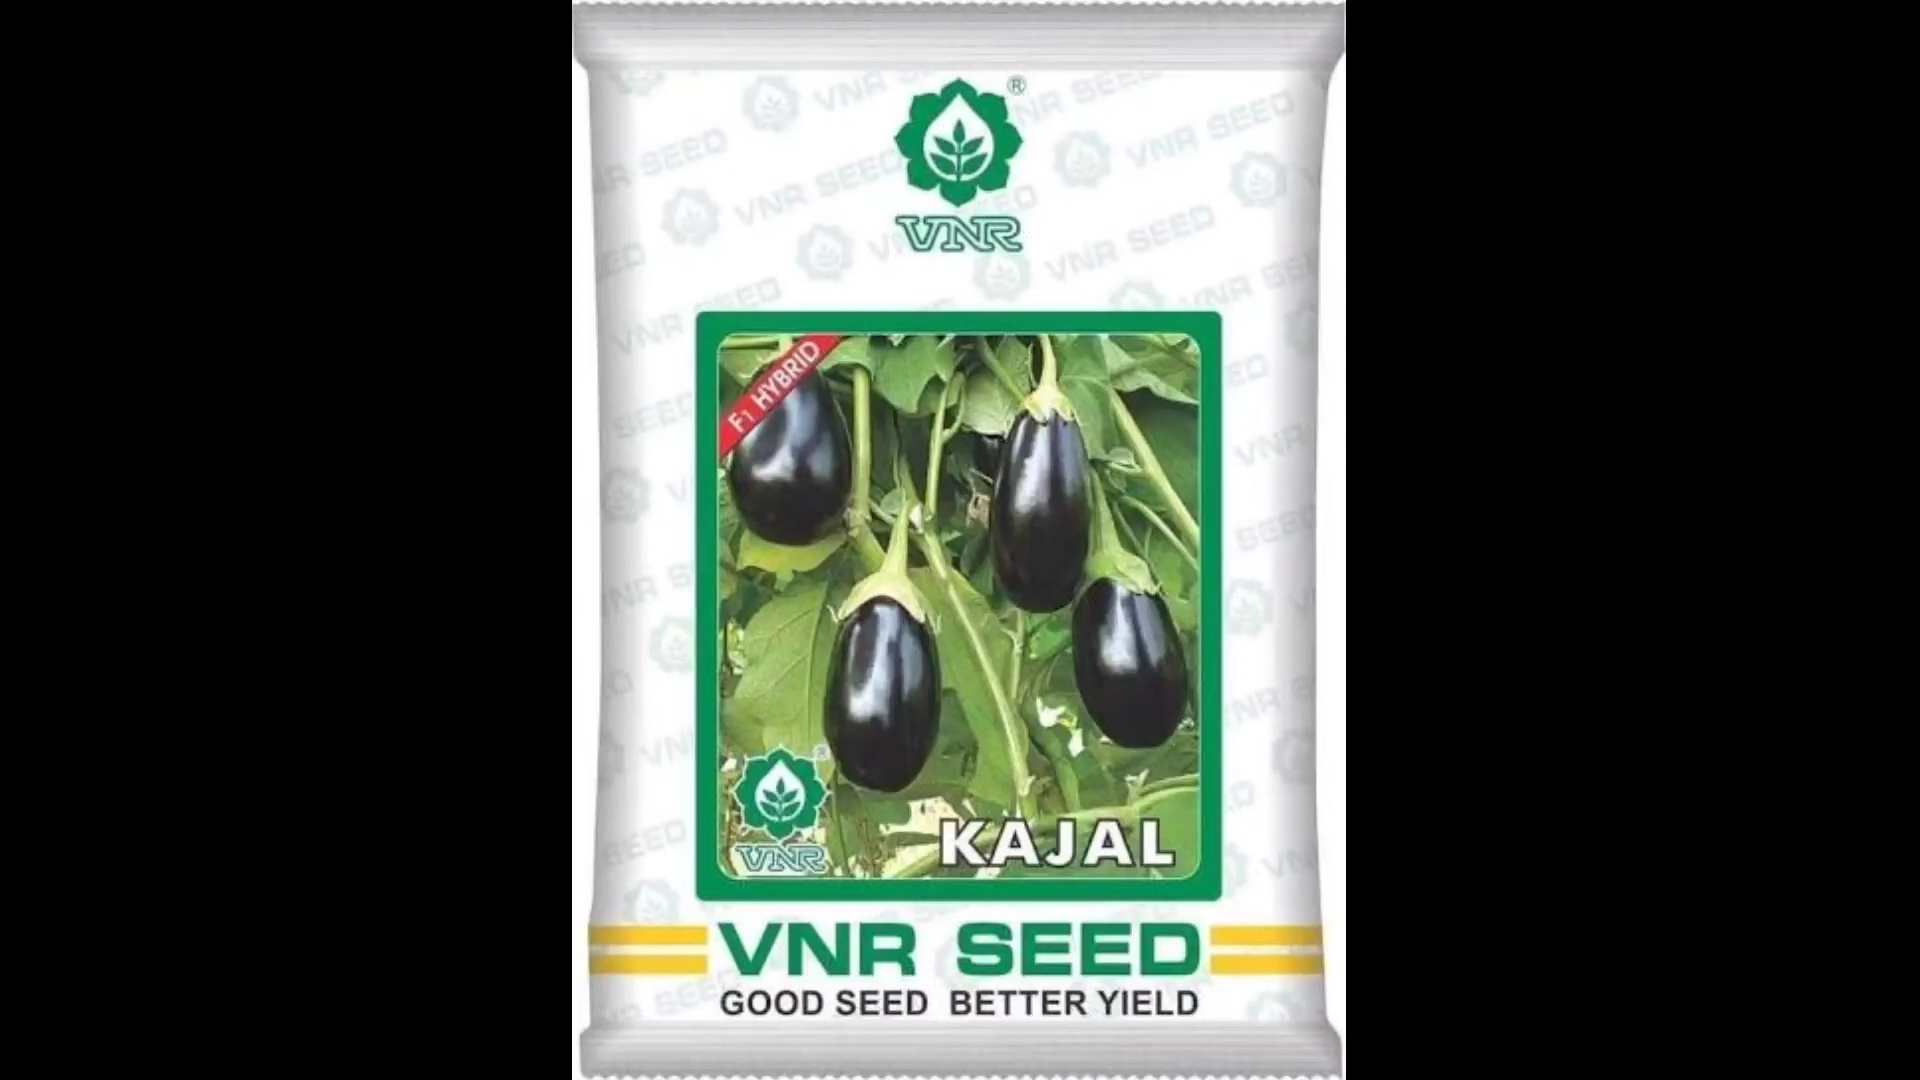 VNR
F1 HYBRID
VNR
KAJAL
VNR SEED
GOOD SEED BETTER YIELD